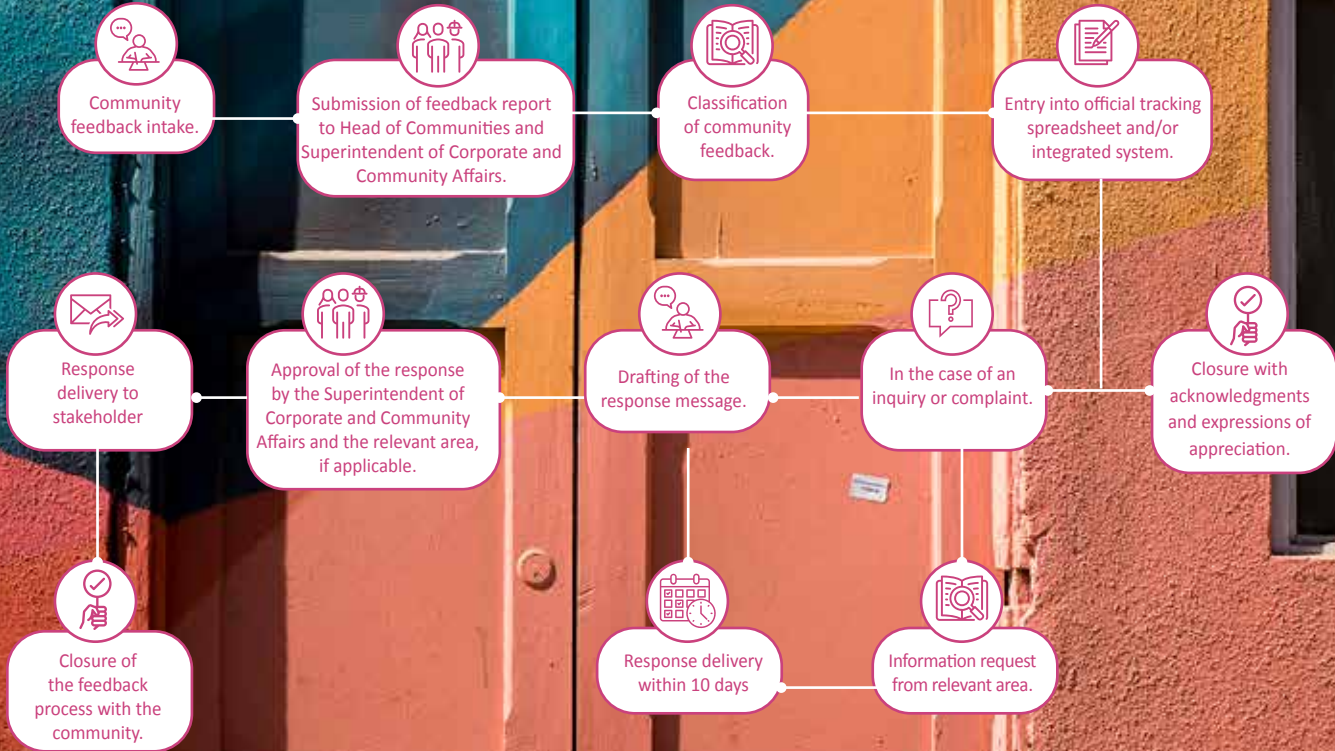 Community
feedback intake.
Submission of feedback report
to Head of Communities and
Superintendent of Corporate and
Community Affairs.
Classification
of community
feedback.
Entry into official tracking
spreadsheet and/or
integrated system.
Response
delivery to
stakeholder
Approval of the response
by the Superintendent of
Corporate and Community
Affairs and the relevant area,
if applicable.
Drafting of the
response message.
In the case of an
inquiry or complaint.
Closure with
acknowledgments
and expressions of
appreciation.
Closure of
the feedback
process with the
community.
Response delivery
within 10 days
Information request
from relevant area.